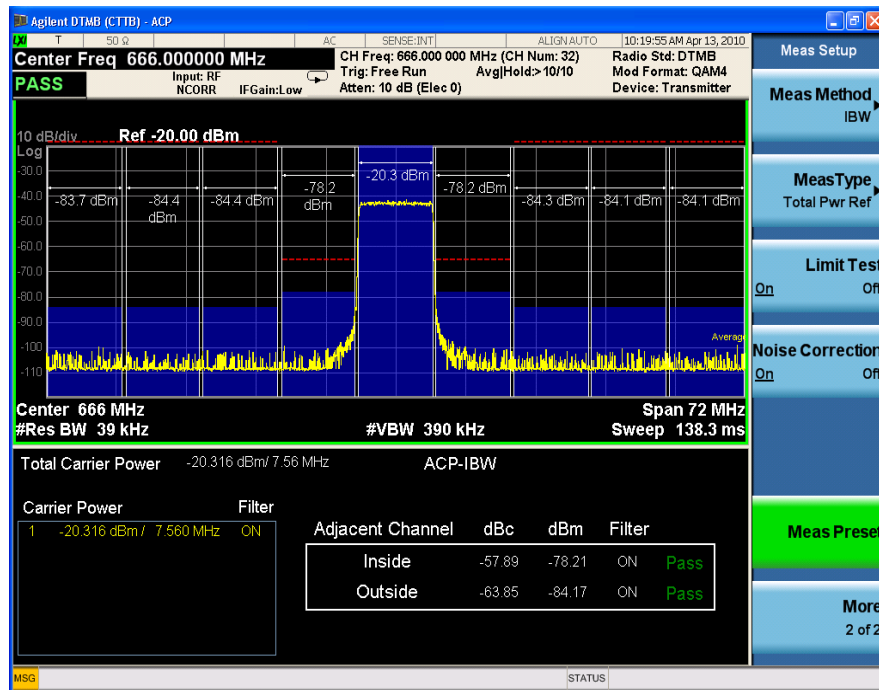 Agilent DTMB (CTTB) - ACP
LXI T 50 Ω AC SENSE:INT ALIGN AUTO 10:19:55 AM Apr 13, 2010
Center Freq 666.000000 MHz
CH Freq: 666.000 000 MHz (CH Num: 32) Radio Std: DTMB
PASS
Input: RF
Trig: Free Run Avg|Hold:>10/10 Mod Format: QAM4
NCORR IFGain:Low
Atten: 10 dB (Elec 0) Device: Transmitter
10 dB/div Ref -20.00 dBm
Log
-30.0
-40.0
-50.0
-60.0
-70.0
-80.0
-90.0
-100
-110
-83.7 dBm
-84.4 dBm
-84.4 dBm
-78.2 dBm
-20.3 dBm
-78.2 dBm
-84.3 dBm
-84.1 dBm
-84.1 dBm
Average
Center 666 MHz Span 72 MHz
#Res BW 39 kHz #VBW 390 kHz Sweep 138.3 ms
Total Carrier Power -20.316 dBm/ 7.56 MHz ACP-IBW
Carrier Power Filter
1 -20.316 dBm / 7.560 MHz ON
Adjacent Channel dBc dBm Filter
Inside -57.89 -78.21 ON Pass
Outside -63.85 -84.17 ON Pass
MSG STATUS
Meas Setup
Meas Method
IBW
MeasType
Total Pwr Ref
Limit Test
On Off
Noise Correction
On Off
Meas Preset
More
2 of 2